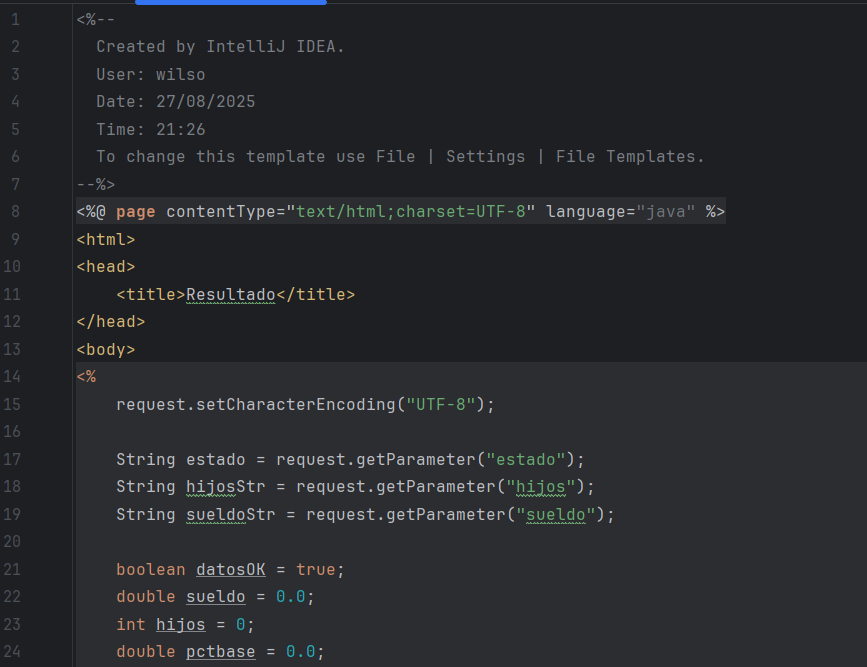 1 <%--
2   Created by IntelliJ IDEA.
3   User: wilso
4   Date: 27/08/2025
5   Time: 21:26
6   To change this template use File | Settings | File Templates.
7 --%>
8 <%@ page contentType="text/html;charset=UTF-8" language="java" %>
9 <html>
10 <head>
11     <title>Resultado</title>
12 </head>
13 <body>
14 <%
15     request.setCharacterEncoding("UTF-8");
16
17     String estado = request.getParameter("estado");
18     String hijosStr = request.getParameter("hijos");
19     String sueldoStr = request.getParameter("sueldo");
20
21     boolean datosOK = true;
22     double sueldo = 0.0;
23     int hijos = 0;
24     double pctbase = 0.0;